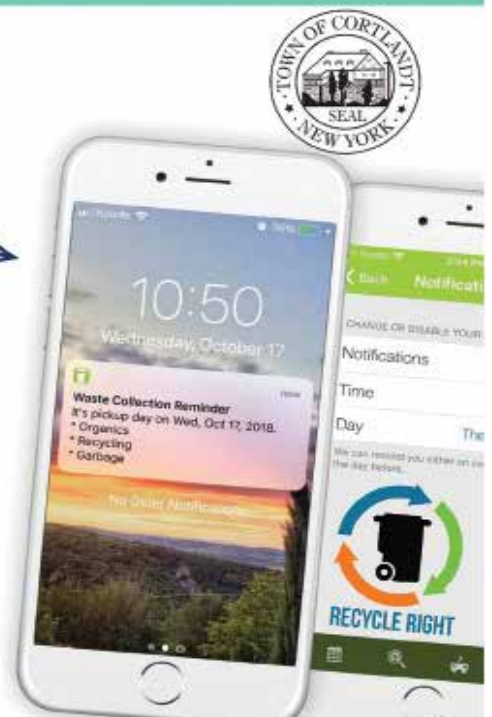 TOWN OF CORTLANDT
SEAL
NEW YORK
10:50
Wednesday, October 17
now
Waste Collection Reminder
It's pickup day on Wed, Oct 17, 2018.
* Organics
* Recycling
* Garbage
No Older Notifications
Back
Notificati
CHANGE OR DISABLE YOUR
Notifications
Time
Day
The
We can remind you either on
the day before.
RECYCLE RIGHT